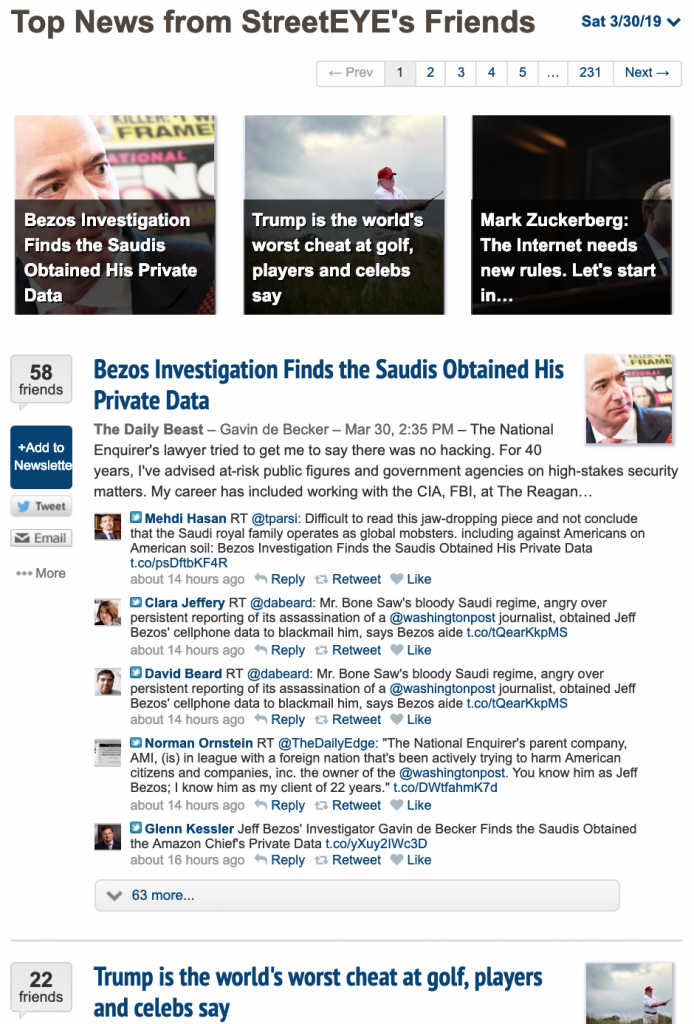 Top News from StreetEYE's Friends
Sat 3/30/19
← Prev 1 2 3 4 5 … 231 Next →
KILLER
FRAME
Bezos Investigation
Finds the Saudis
Obtained His Private
Data
Trump is the world's
worst cheat at golf,
players and celebs
say
Mark Zuckerberg:
The Internet needs
new rules. Let's start
in…
58
friends
+Add to
Newslette
Tweet
Email
••• More
Bezos Investigation Finds the Saudis Obtained His
Private Data
The Daily Beast – Gavin de Becker – Mar 30, 2:35 PM – The National
Enquirer's lawyer tried to get me to say there was no hacking. For 40
years, I've advised at-risk public figures and government agencies on high-stakes security
matters. My career has included working with the CIA, FBI, at The Reagan…
Mehdi Hasan RT @tparsi: Difficult to read this jaw-dropping piece and not conclude
that the Saudi royal family operates as global mobsters. including against Americans on
American soil: Bezos Investigation Finds the Saudis Obtained His Private Data
t.co/psDftbKF4R
about 14 hours ago Reply Retweet Like
Clara Jeffery RT @dabeard: Mr. Bone Saw's bloody Saudi regime, angry over
persistent reporting of its assassination of a @washingtonpost journalist, obtained Jeff
Bezos' cellphone data to blackmail him, says Bezos aide t.co/tQearKkpMS
about 14 hours ago Reply Retweet Like
David Beard RT @dabeard: Mr. Bone Saw's bloody Saudi regime, angry over
persistent reporting of its assassination of a @washingtonpost journalist, obtained Jeff
Bezos' cellphone data to blackmail him, says Bezos aide t.co/tQearKkpMS
about 14 hours ago Reply Retweet Like
Norman Ornstein RT @TheDailyEdge: "The National Enquirer's parent company,
AMI, (is) in league with a foreign nation that's been actively trying to harm American
citizens and companies, inc. the owner of the @washingtonpost. You know him as Jeff
Bezos; I know him as my client of 22 years." t.co/DWtfahmK7d
about 14 hours ago Reply Retweet Like
Glenn Kessler Jeff Bezos' Investigator Gavin de Becker Finds the Saudis Obtained
the Amazon Chief's Private Data t.co/yXuy2IWc3D
about 16 hours ago Reply Retweet Like
63 more...
22
friends
Trump is the world's worst cheat at golf, players
and celebs say